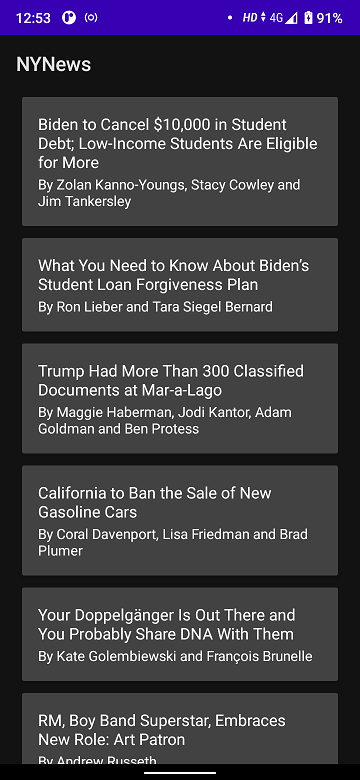 12:53 HD 4G 91%
NYNews
Biden to Cancel $10,000 in Student
Debt; Low-Income Students Are Eligible
for More
By Zolan Kanno-Youngs, Stacy Cowley and
Jim Tankersley
What You Need to Know About Biden’s
Student Loan Forgiveness Plan
By Ron Lieber and Tara Siegel Bernard
Trump Had More Than 300 Classified
Documents at Mar-a-Lago
By Maggie Haberman, Jodi Kantor, Adam
Goldman and Ben Protess
California to Ban the Sale of New
Gasoline Cars
By Coral Davenport, Lisa Friedman and Brad
Plumer
Your Doppelgänger Is Out There and
You Probably Share DNA With Them
By Kate Golembiewski and François Brunelle
RM, Boy Band Superstar, Embraces
New Role: Art Patron
By Andrew Russeth